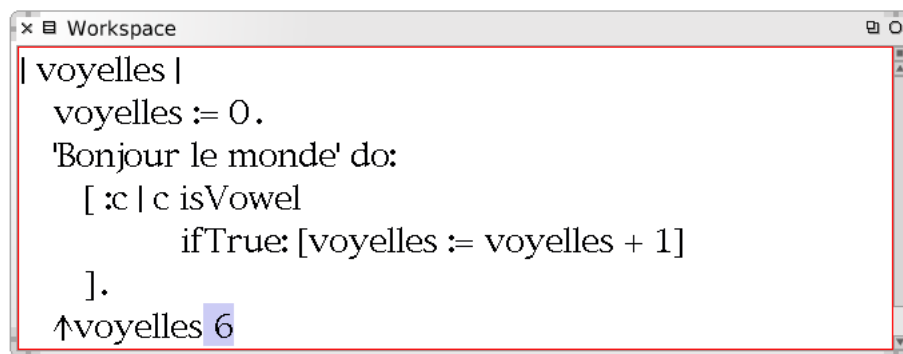 Workspace
| voyelles |
voyelles := 0.
'Bonjour le monde' do:
[ :c | c isVowel
ifTrue: [voyelles := voyelles + 1]
].
↑voyelles 6